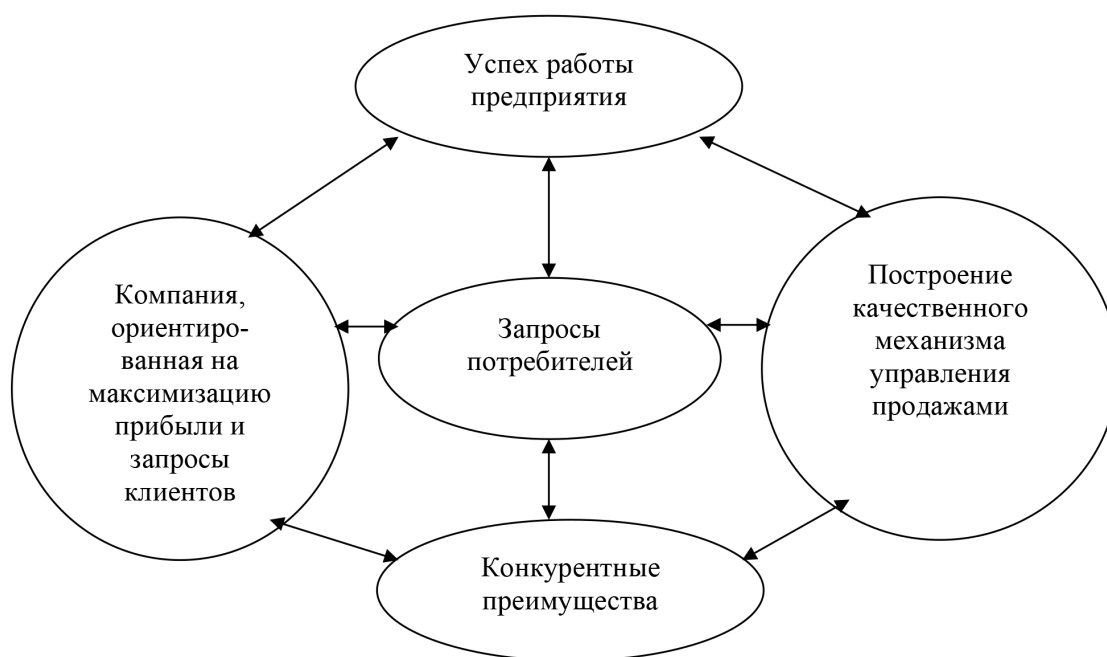 Успех работы
предприятия
Компания,
ориентиро-
ванная на
максимизацию
прибыли и
запросы
клиентов
Запросы
потребителей
Построение
качественного
механизма
управления
продажами
Конкурентные
преимущества